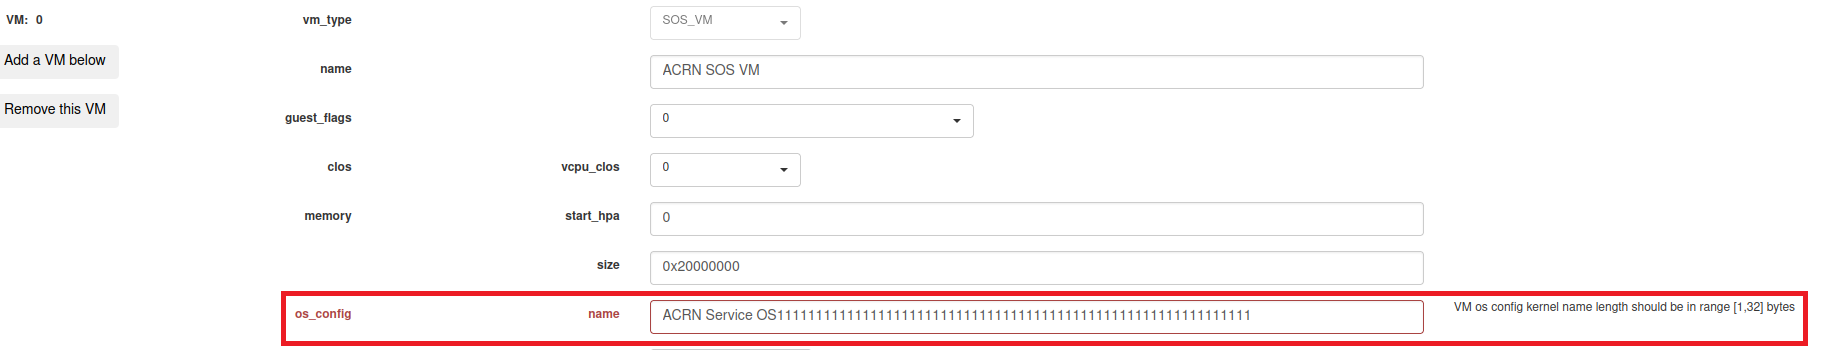 VM: 0
vm_type
SOS_VM
Add a VM below
name
ACRN SOS VM
Remove this VM
guest_flags
0
clos
vcpu_clos
0
memory
start_hpa
0
size
0x20000000
os_config
name
ACRN Service OS1111111111111111111111111111111111111111111111111111111111111
VM os config kernel name length should be in range [1,32] bytes